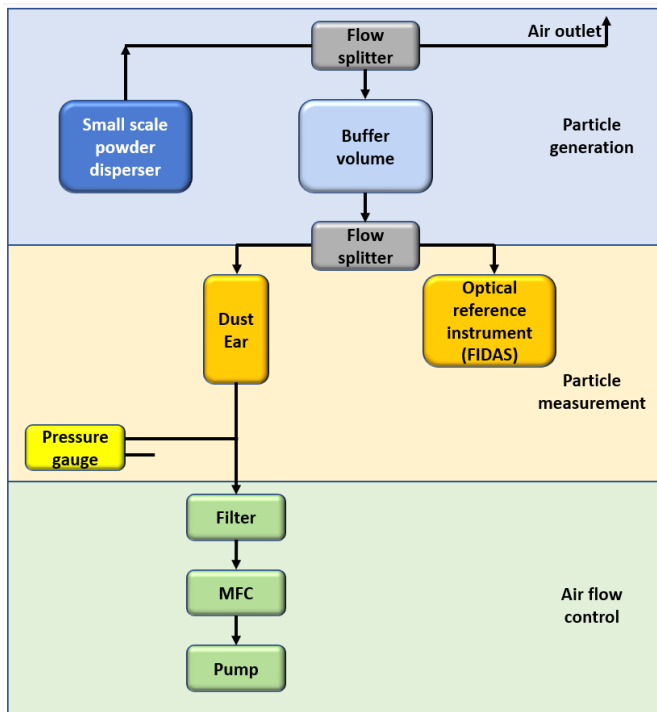 Flow
splitter
Air outlet
Small scale
powder
disperser
Buffer
volume
Particle
generation
Flow
splitter
Dust
Ear
Optical
reference
instrument
(FIDAS)
Particle
measurement
Pressure
gauge
Filter
MFC
Air flow
control
Pump